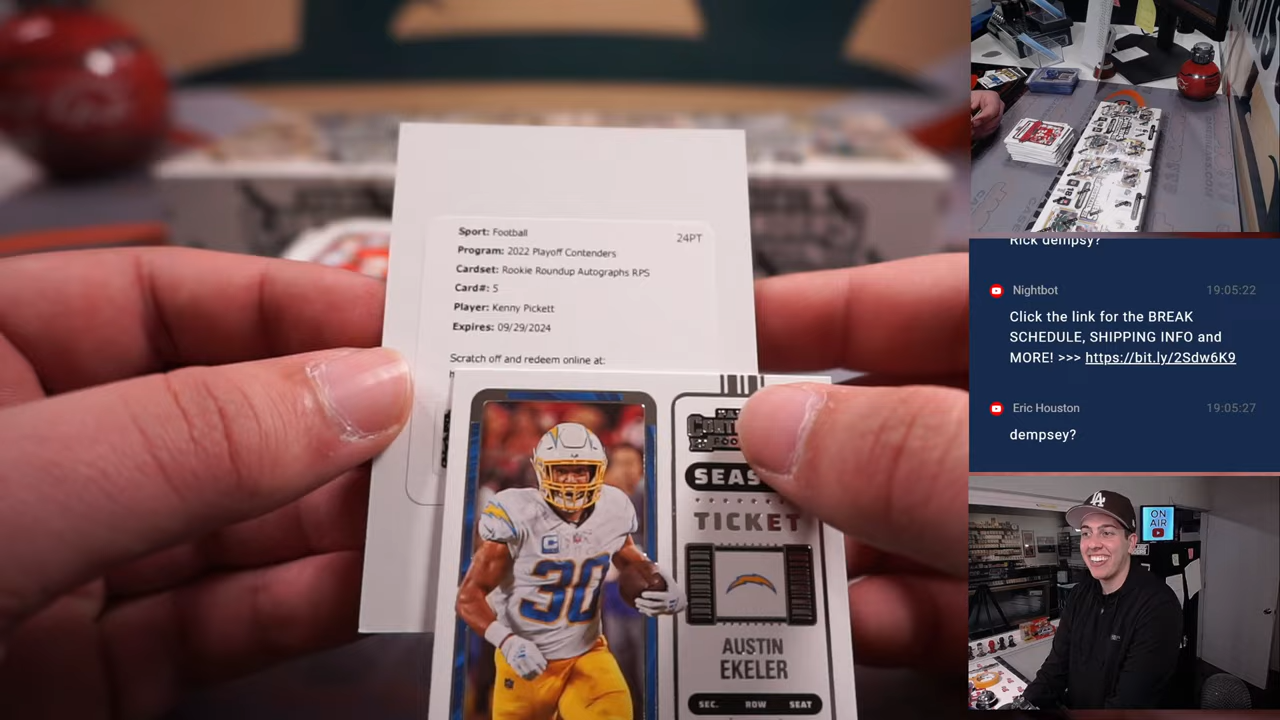 Sport: Football
24PT
Program: 2022 Playoff Contenders
Cardset: Rookie Roundup Autographs RPS
Card#: 5
Player: Kenny Pickett
Expires: 09/29/2024
Scratch off and redeem online at:
TICKET
30
AUSTIN
EKELER
SEC. ROW SEAT
Rick dempsy?
Nightbot 19:05:22
Click the link for the BREAK
SCHEDULE, SHIPPING INFO and
MORE! >>> https://bit.ly/2Sdw6K9
Eric Houston 19:05:27
dempsey?
LA
ON
AIR